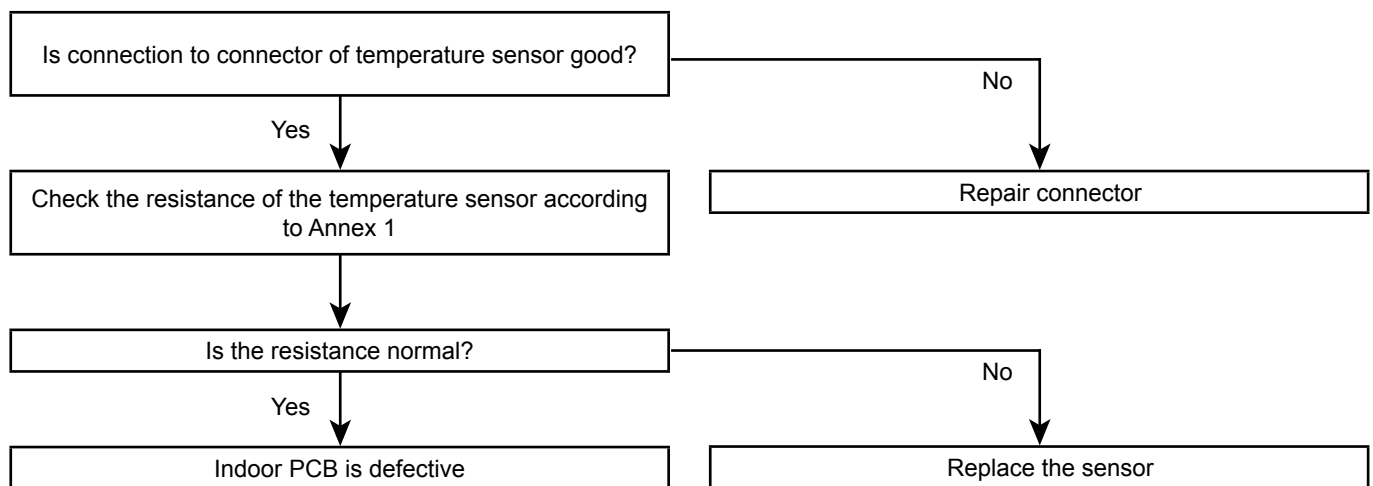 Is connection to connector of temperature sensor good?
No
Yes
Check the resistance of the temperature sensor according
to Annex 1
Repair connector
Is the resistance normal?
No
Yes
Indoor PCB is defective
Replace the sensor